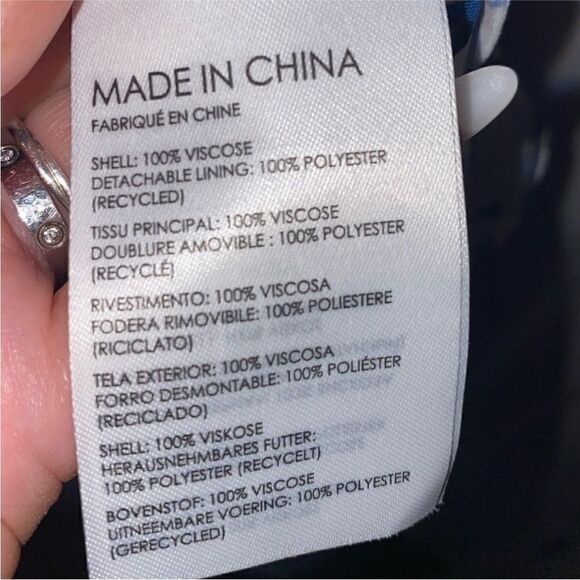 MADE IN CHINA
FABRIQUÉ EN CHINE
SHELL: 100% VISCOSE
DETACHABLE LINING: 100% POLYESTER
(RECYCLED)
TISSU PRINCIPAL: 100% VISCOSE
DOUBLURE AMOVIBLE : 100% POLYESTER
(RECYCLÉ)
RIVESTIMENTO: 100% VISCOSA
FODERA RIMOVIBILE: 100% POLIESTERE
(RICICLATO)
TELA EXTERIOR: 100% VISCOSA
FORRO DESMONTABLE: 100% POLIÉSTER
(RECICLADO)
SHELL: 100% VISKOSE
HERAUSNEHMBARES FUTTER:
100% POLYESTER (RECYCELT)
BOVENSTOF: 100% VISCOSE
UITNEEMBARE VOERING: 100% POLYESTER
(GERECYCLED)